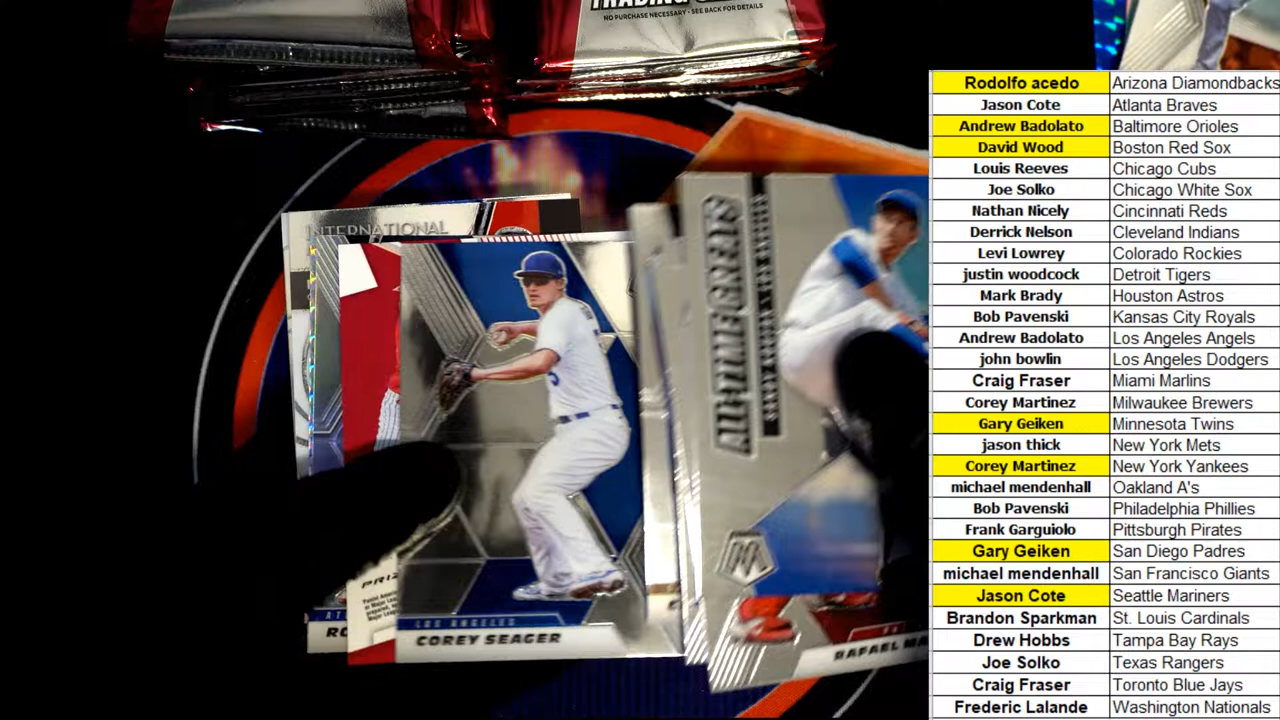 NO PURCHASE NECESSARY • SEE BACK FOR DETAILS
INTERNATIONAL
ALL-TIME GREATS
LOS ANGELES
COREY SEAGER
RAFAEL
Rodolfo acedo Arizona Diamondbacks
Jason Cote Atlanta Braves
Andrew Badolato Baltimore Orioles
David Wood Boston Red Sox
Louis Reeves Chicago Cubs
Joe Solko Chicago White Sox
Nathan Nicely Cincinnati Reds
Derrick Nelson Cleveland Indians
Levi Lowrey Colorado Rockies
justin woodcock Detroit Tigers
Mark Brady Houston Astros
Bob Pavenski Kansas City Royals
Andrew Badolato Los Angeles Angels
john bowlin Los Angeles Dodgers
Craig Fraser Miami Marlins
Corey Martinez Milwaukee Brewers
Gary Geiken Minnesota Twins
jason thick New York Mets
Corey Martinez New York Yankees
michael mendenhall Oakland A's
Bob Pavenski Philadelphia Phillies
Frank Garguiolo Pittsburgh Pirates
Gary Geiken San Diego Padres
michael mendenhall San Francisco Giants
Jason Cote Seattle Mariners
Brandon Sparkman St. Louis Cardinals
Drew Hobbs Tampa Bay Rays
Joe Solko Texas Rangers
Craig Fraser Toronto Blue Jays
Frederic Lalande Washington Nationals